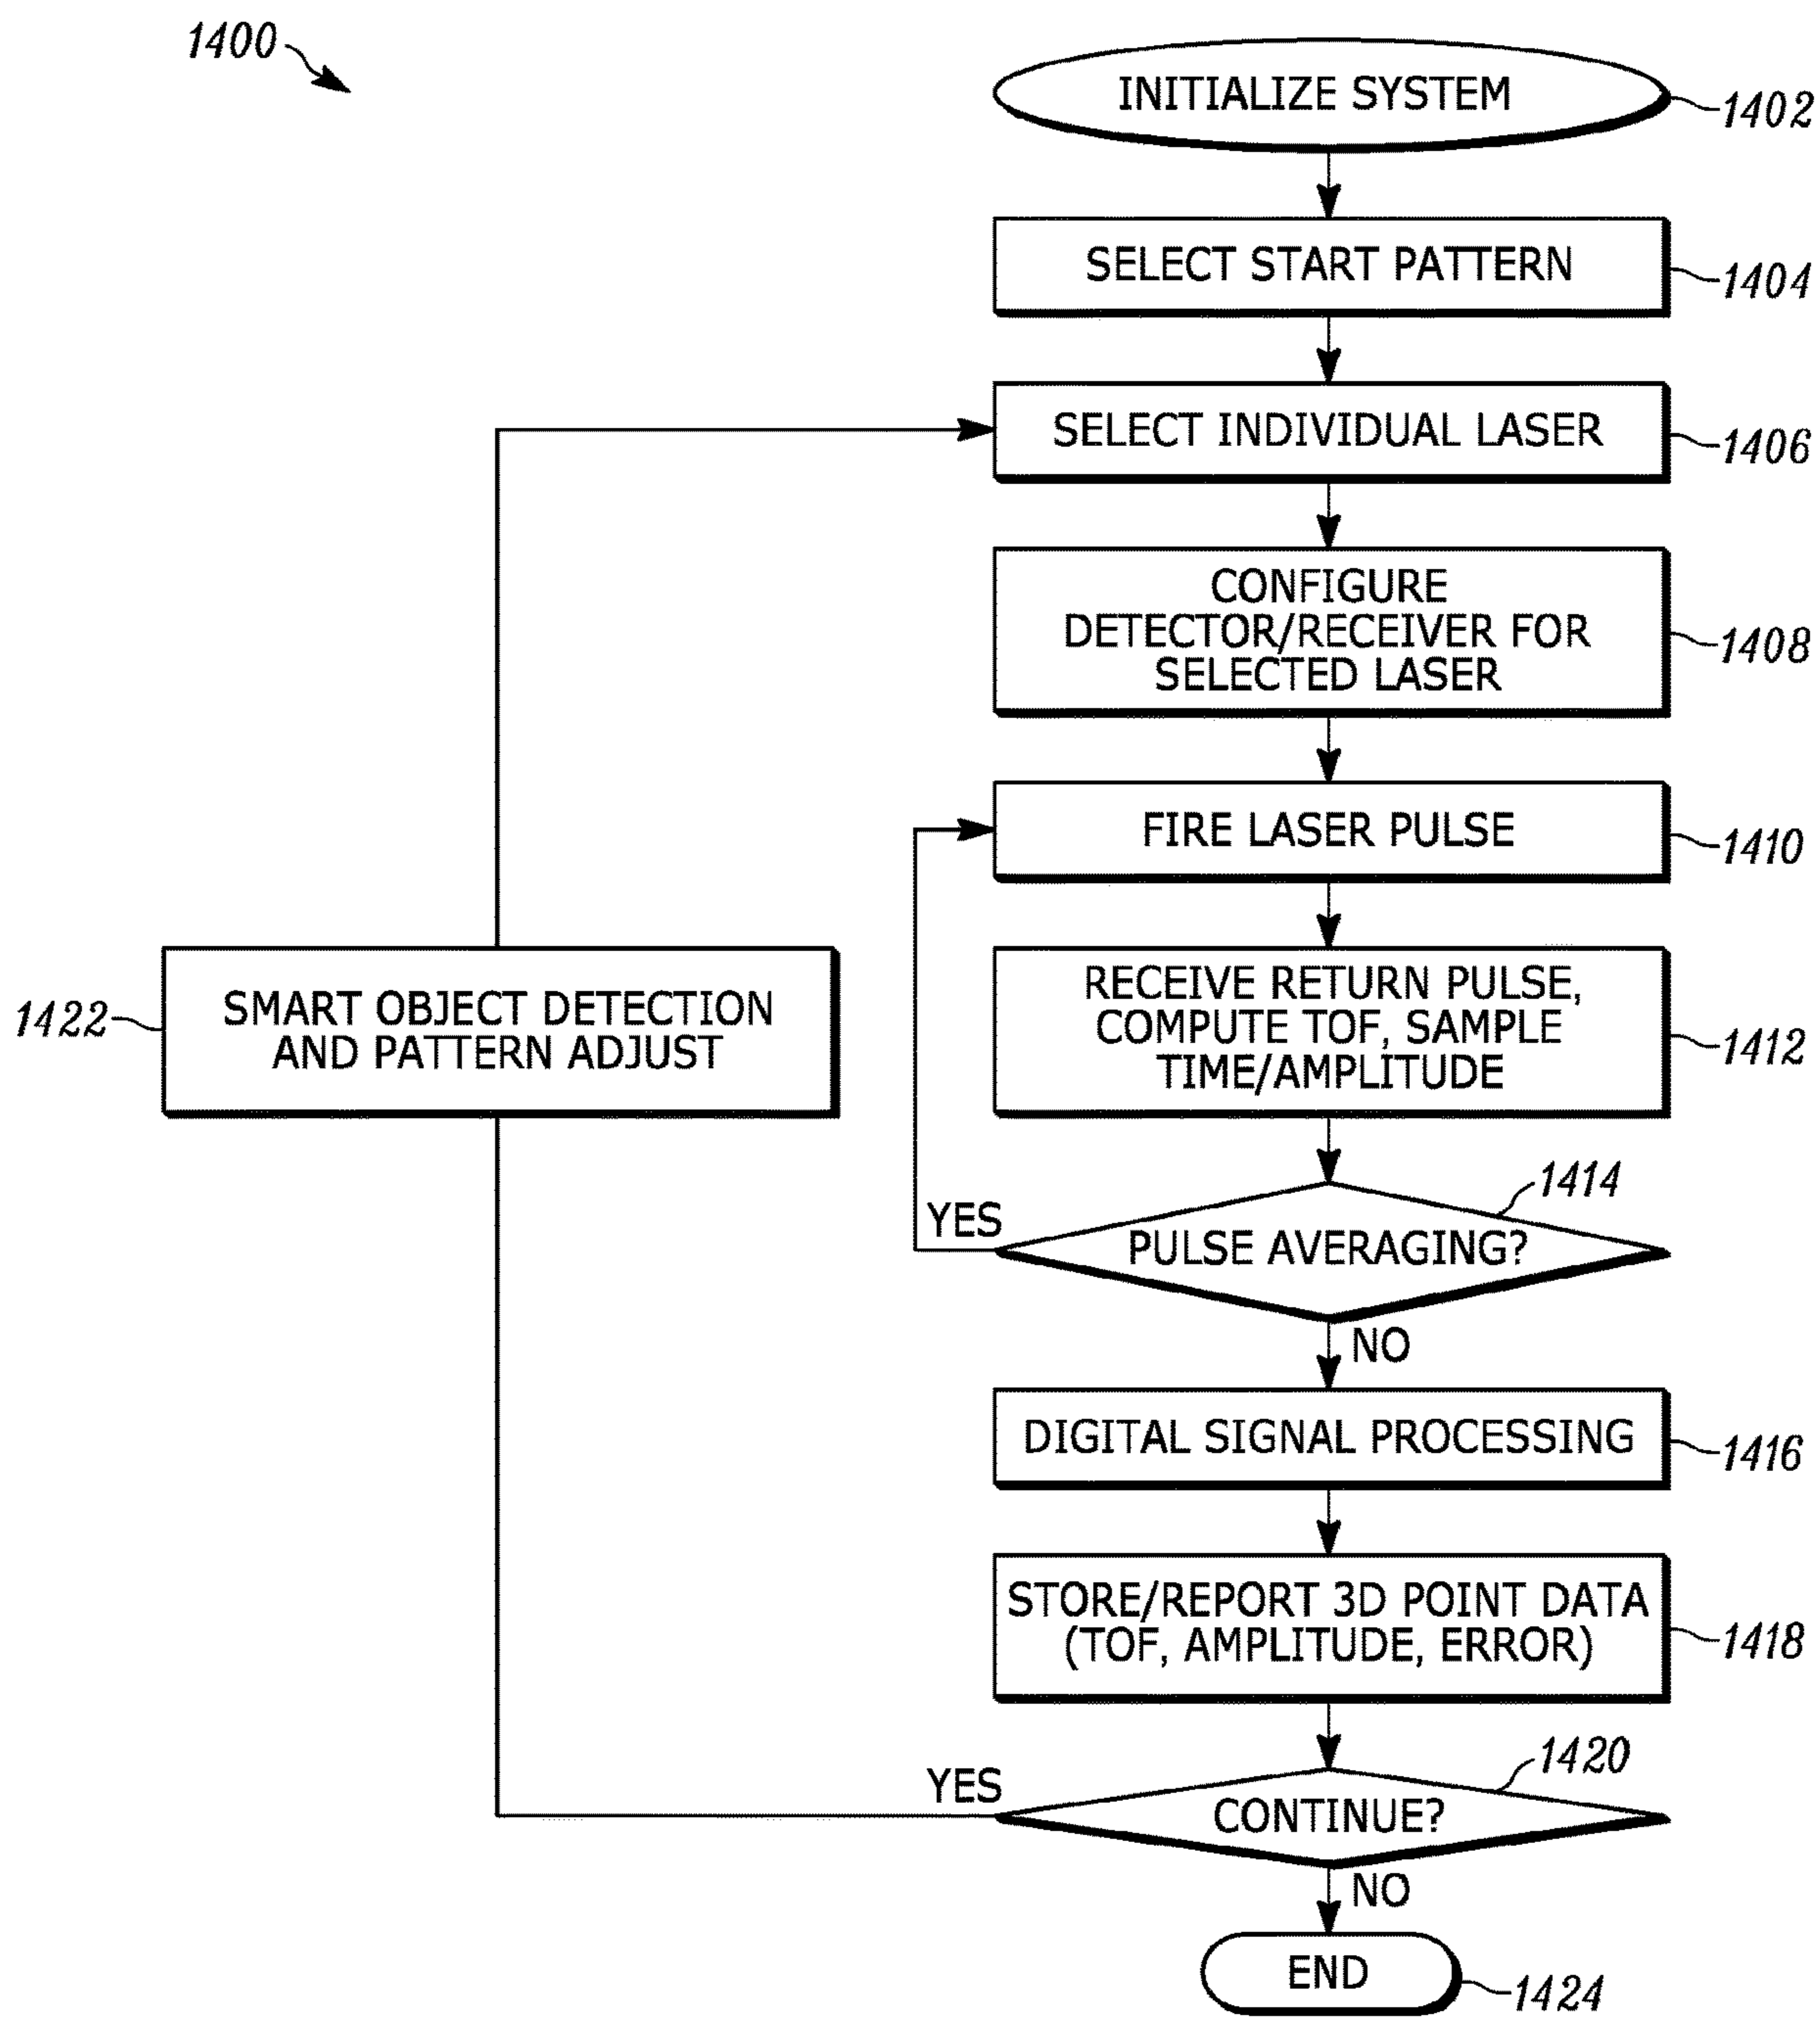 1400
INITIALIZE SYSTEM
1402
SELECT START PATTERN
1404
SELECT INDIVIDUAL LASER
1406
CONFIGURE
DETECTOR/RECEIVER FOR
SELECTED LASER
1408
FIRE LASER PULSE
1410
RECEIVE RETURN PULSE,
COMPUTE TOF, SAMPLE
TIME/AMPLITUDE
1412
SMART OBJECT DETECTION
AND PATTERN ADJUST
1422
1414
YES
PULSE AVERAGING?
NO
DIGITAL SIGNAL PROCESSING
1416
STORE/REPORT 3D POINT DATA
(TOF, AMPLITUDE, ERROR)
1418
1420
YES
CONTINUE?
NO
END
1424